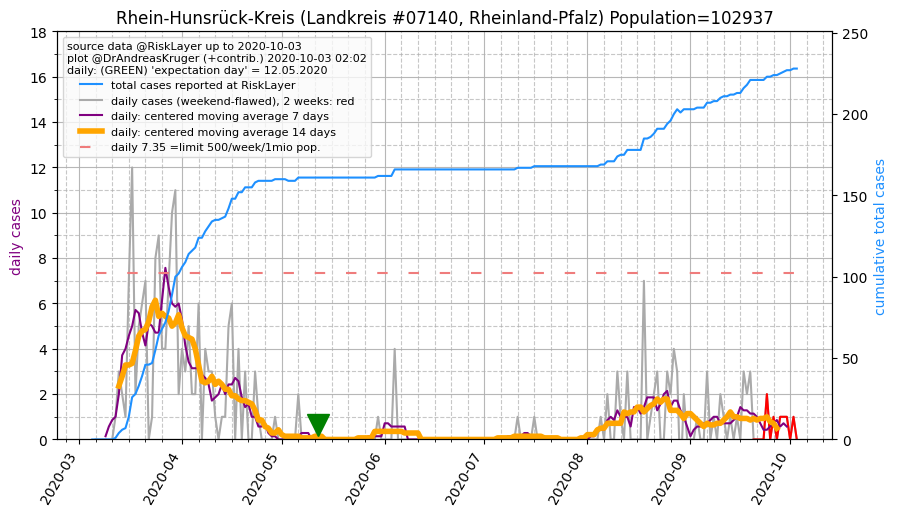 Rhein-Hunsrück-Kreis (Landkreis #07140, Rheinland-Pfalz) Population=102937
source data @RiskLayer up to 2020-10-03
plot @DrAndreasKruger (+contrib.) 2020-10-03 02:02
daily: (GREEN) 'expectation day' = 12.05.2020
total cases reported at RiskLayer
daily cases (weekend-flawed), 2 weeks: red
daily: centered moving average 7 days
daily: centered moving average 14 days
daily 7.35 =limit 500/week/1mio pop.
daily cases
18
16
14
12
10
8
6
4
2
0
cumulative total cases
250
200
150
100
50
0
2020-03
2020-04
2020-05
2020-06
2020-07
2020-08
2020-09
2020-10